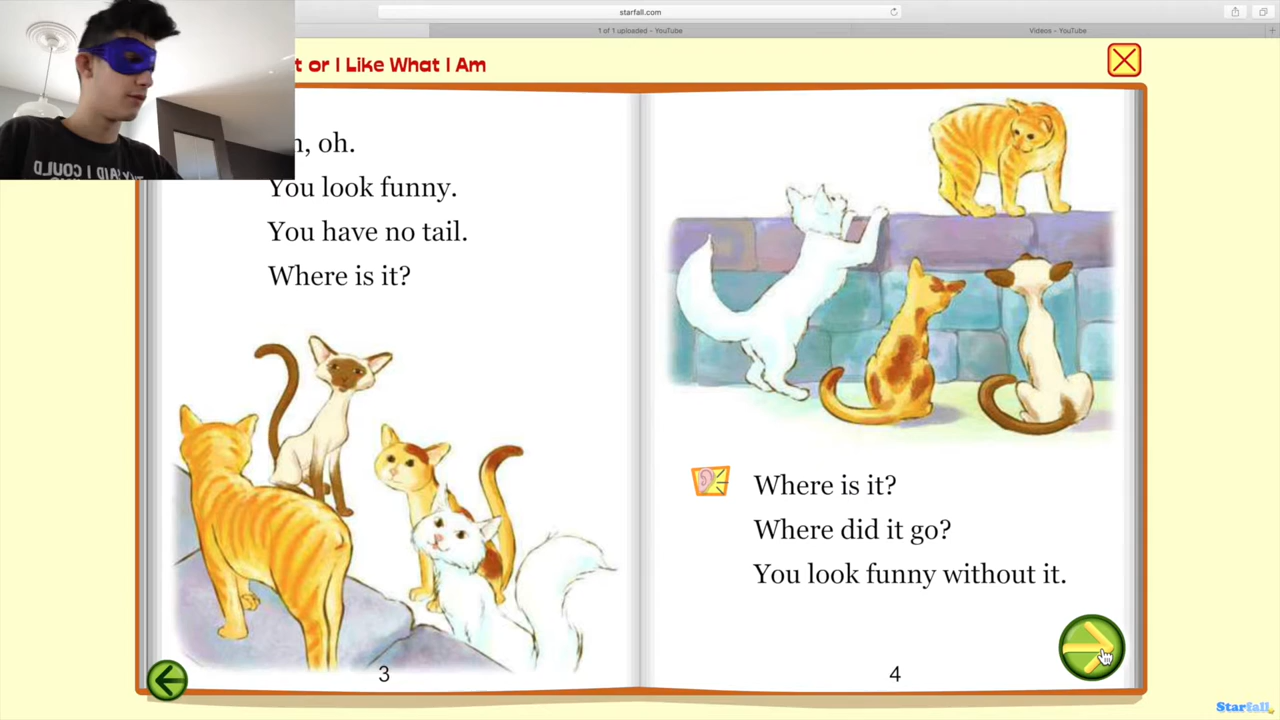 starfall.com
1 of 1 uploaded - YouTube
Videos - YouTube
t or I Like What I Am
, oh.
You look funny.
You have no tail.
Where is it?
Where is it?
Where did it go?
You look funny without it.
3
4
Starfall